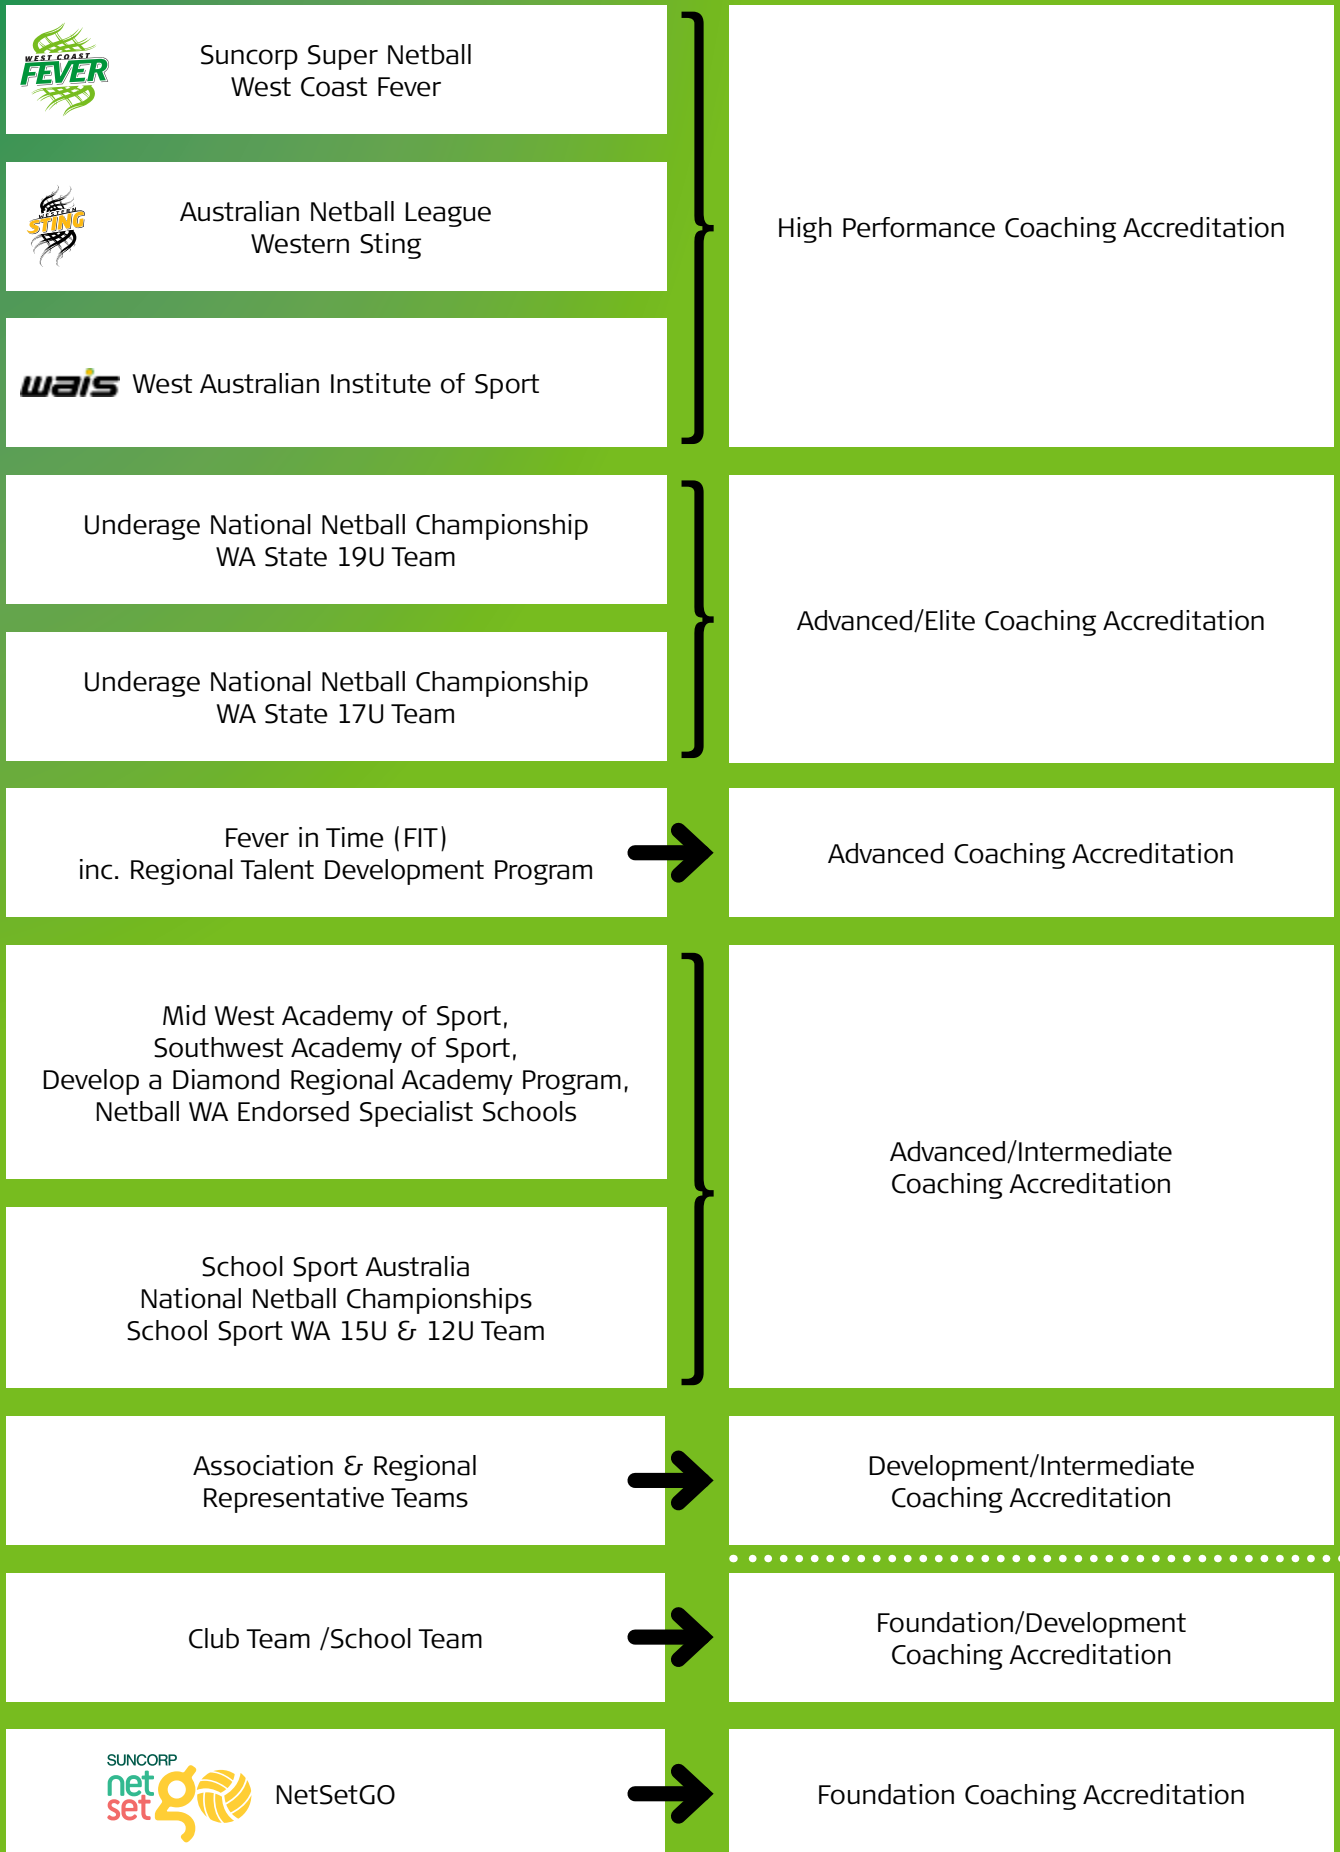 WEST COAST
FEVER
Suncorp Super Netball
West Coast Fever
WESTERN
STING
Australian Netball League
Western Sting
High Performance Coaching Accreditation
wais West Australian Institute of Sport
Underage National Netball Championship
WA State 19U Team
Advanced/Elite Coaching Accreditation
Underage National Netball Championship
WA State 17U Team
Fever in Time (FIT)
inc. Regional Talent Development Program
Advanced Coaching Accreditation
Mid West Academy of Sport,
Southwest Academy of Sport,
Develop a Diamond Regional Academy Program,
Netball WA Endorsed Specialist Schools
Advanced/Intermediate
Coaching Accreditation
School Sport Australia
National Netball Championships
School Sport WA 15U & 12U Team
Association & Regional
Representative Teams
Development/Intermediate
Coaching Accreditation
Club Team /School Team
Foundation/Development
Coaching Accreditation
SUNCORP
net
set go
NetSetGO
Foundation Coaching Accreditation